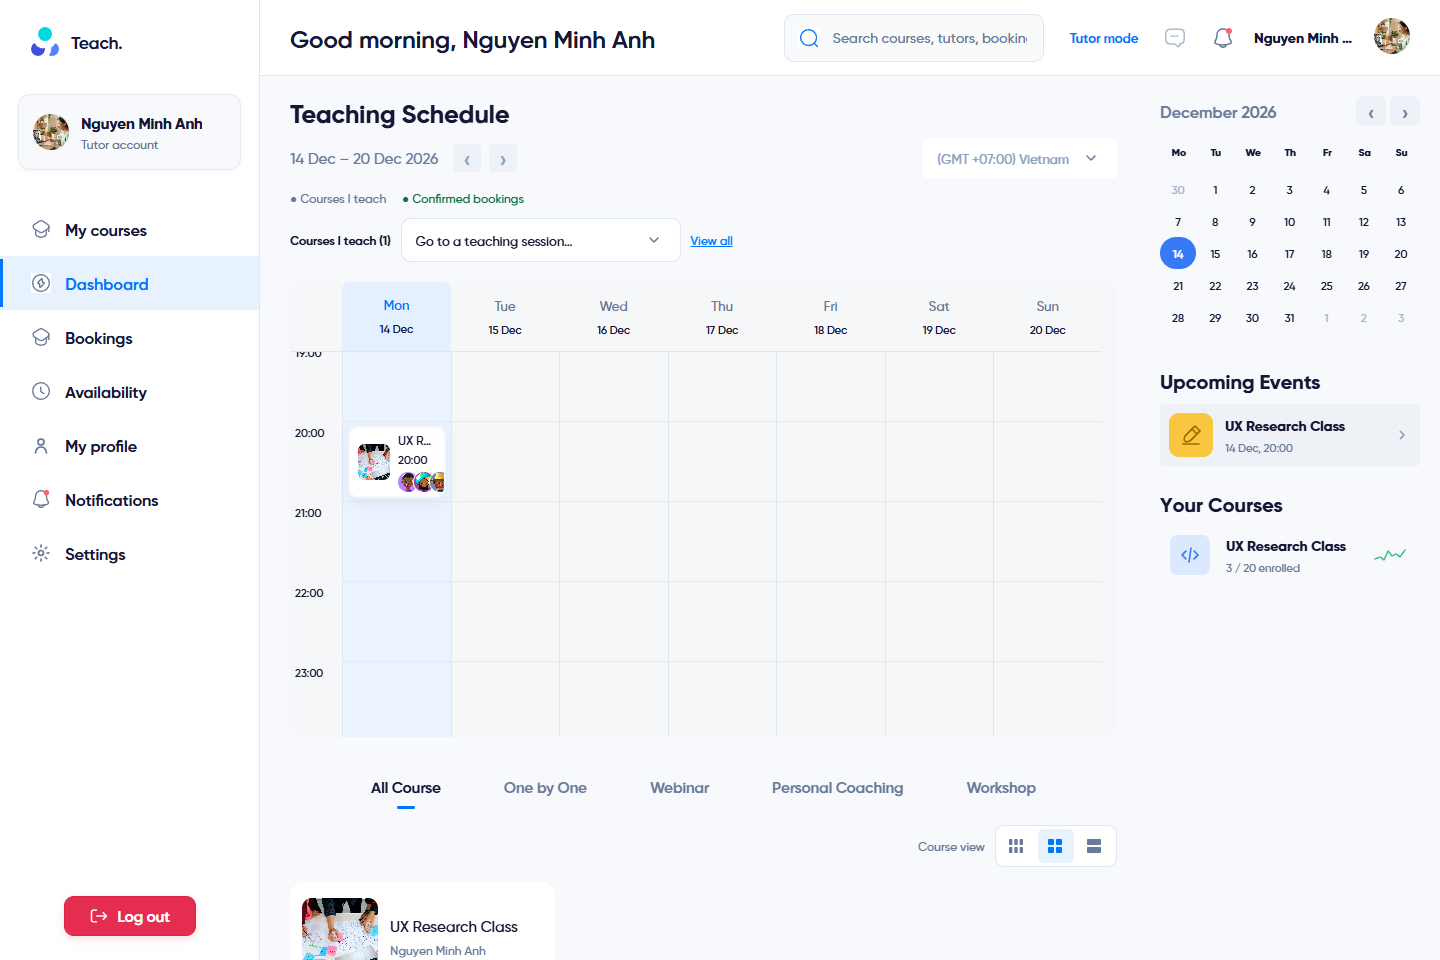 Teach.
Nguyen Minh Anh
Tutor account
My courses
Dashboard
Bookings
Availability
My profile
Notifications
Settings
Log out
Good morning, Nguyen Minh Anh
Search courses, tutors, bookin
Tutor mode
Nguyen Minh ...
Teaching Schedule
14 Dec – 20 Dec 2026
‹ ›
(GMT +07:00) Vietnam
• Courses I teach • Confirmed bookings
Courses I teach (1)
Go to a teaching session...
View all
Mon Tue Wed Thu Fri Sat Sun
14 Dec 15 Dec 16 Dec 17 Dec 18 Dec 19 Dec 20 Dec
19:00
20:00
UX R...
20:00
21:00
22:00
23:00
All Course One by One Webinar Personal Coaching Workshop
Course view
UX Research Class
Nguyen Minh Anh
December 2026
‹ ›
Mo Tu We Th Fr Sa Su
30 1 2 3 4 5 6
7 8 9 10 11 12 13
14 15 16 17 18 19 20
21 22 23 24 25 26 27
28 29 30 31 1 2 3
Upcoming Events
UX Research Class
14 Dec, 20:00
Your Courses
UX Research Class
3 / 20 enrolled